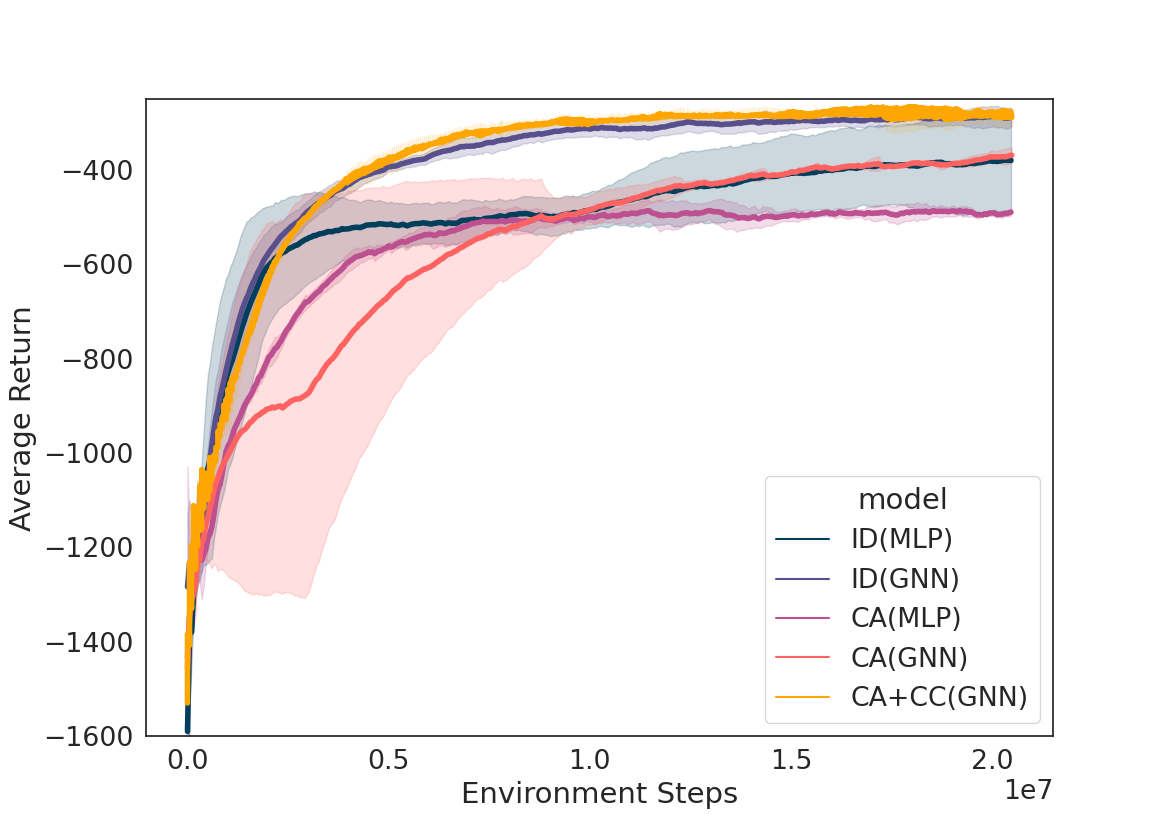 Average Return
−400
−600
−800
−1000
−1200
−1400
−1600
model
ID(MLP)
ID(GNN)
CA(MLP)
CA(GNN)
CA+CC(GNN)
0.0 0.5 1.0 1.5 2.0
1e7
Environment Steps